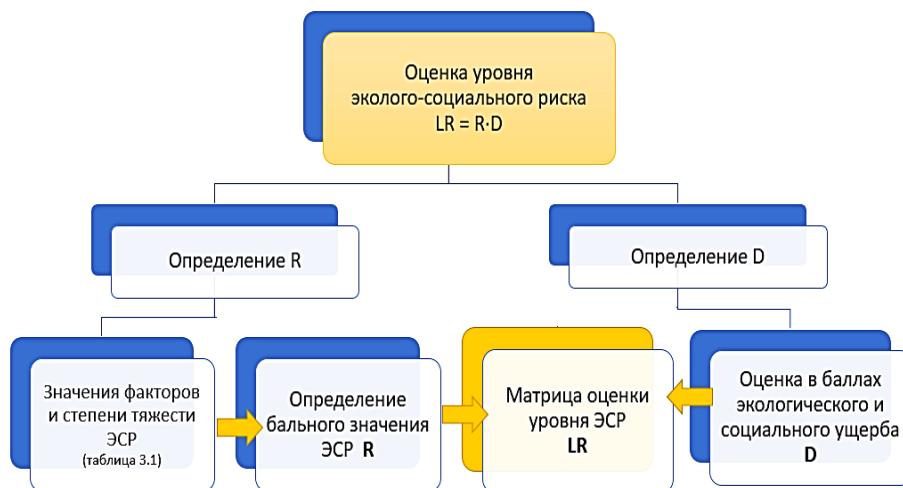 Оценка уровня
эколого-социального риска
LR = R·D
Определение R
Определение D
Значения факторов
и степени тяжести
ЭСР
(таблица 3.1)
Определение
бального значения
ЭСР R
Матрица оценки
уровня ЭСР
LR
Оценка в баллах
экологического и
социального ущерба
D